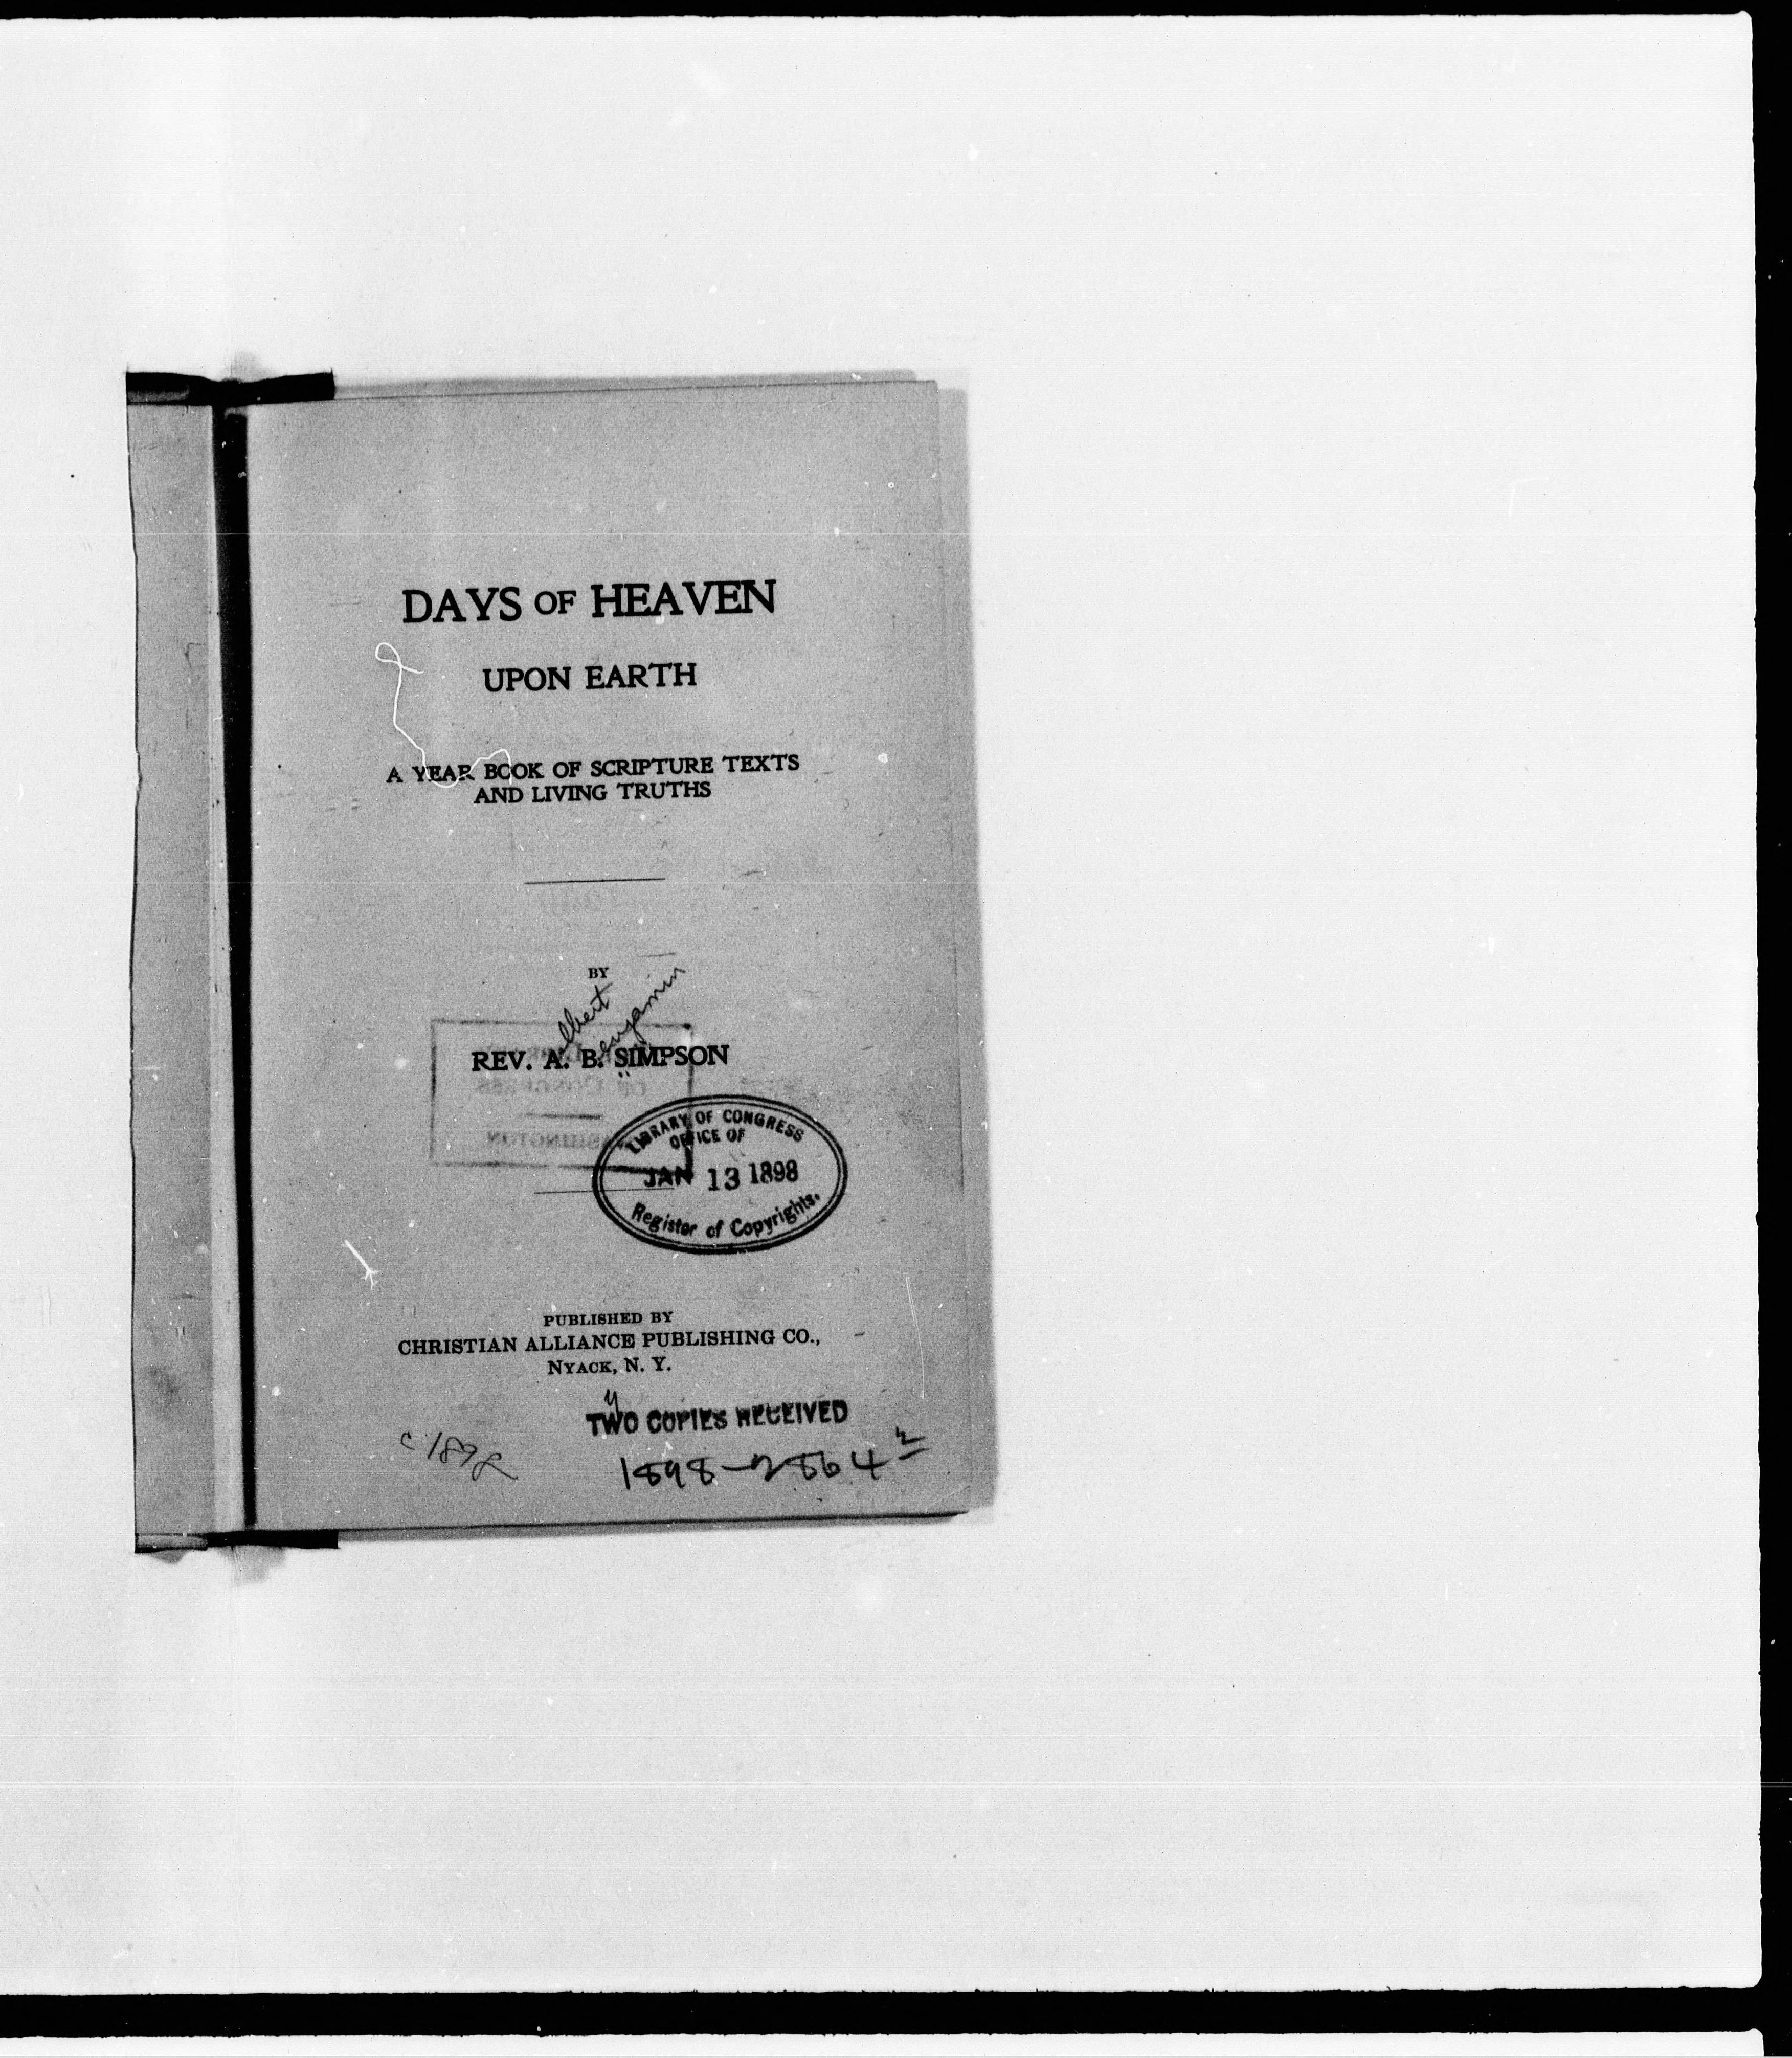 DAYS OF HEAVEN
UPON EARTH
A YEAR BOOK OF SCRIPTURE TEXTS
AND LIVING TRUTHS
BY
Albert Benjamin
REV. A. B. SIMPSON
LIBRARY OF CONGRESS
OFFICE OF
JAN 13 1898
Register of Copyrights.
PUBLISHED BY
CHRISTIAN ALLIANCE PUBLISHING CO.,
NYACK, N. Y.
TWO COPIES RECEIVED
c 1898
1898-2864